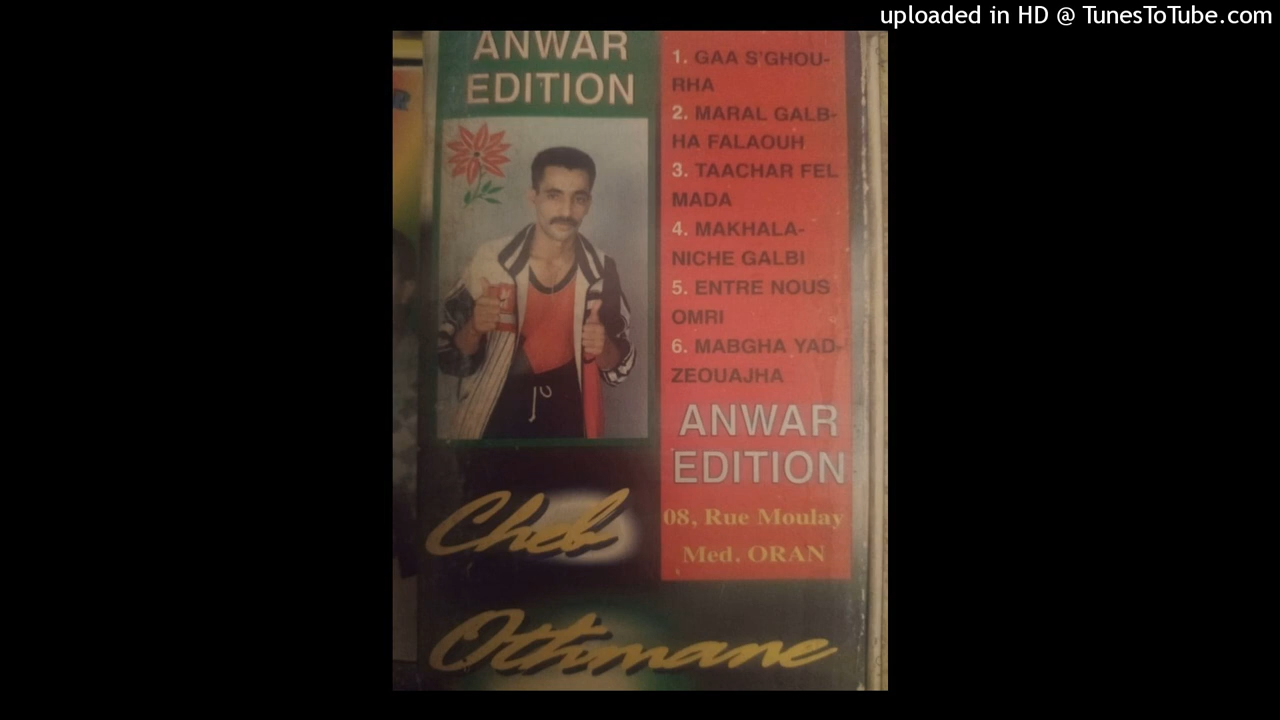 uploaded in HD @ TunesToTube.com
ANWAR
EDITION
1. GAA S'GHOU-
RHA
2. MARAL GALB-
HA FALAOUH
3. TAACHAR FEL
MADA
4. MAKHALA-
NICHE GALBI
5. ENTRE NOUS
OMRI
6. MABGHA YAD-
ZEOUAJHA
ANWAR
EDITION
08, Rue Moulay
Med. ORAN
Cheb
Othmane